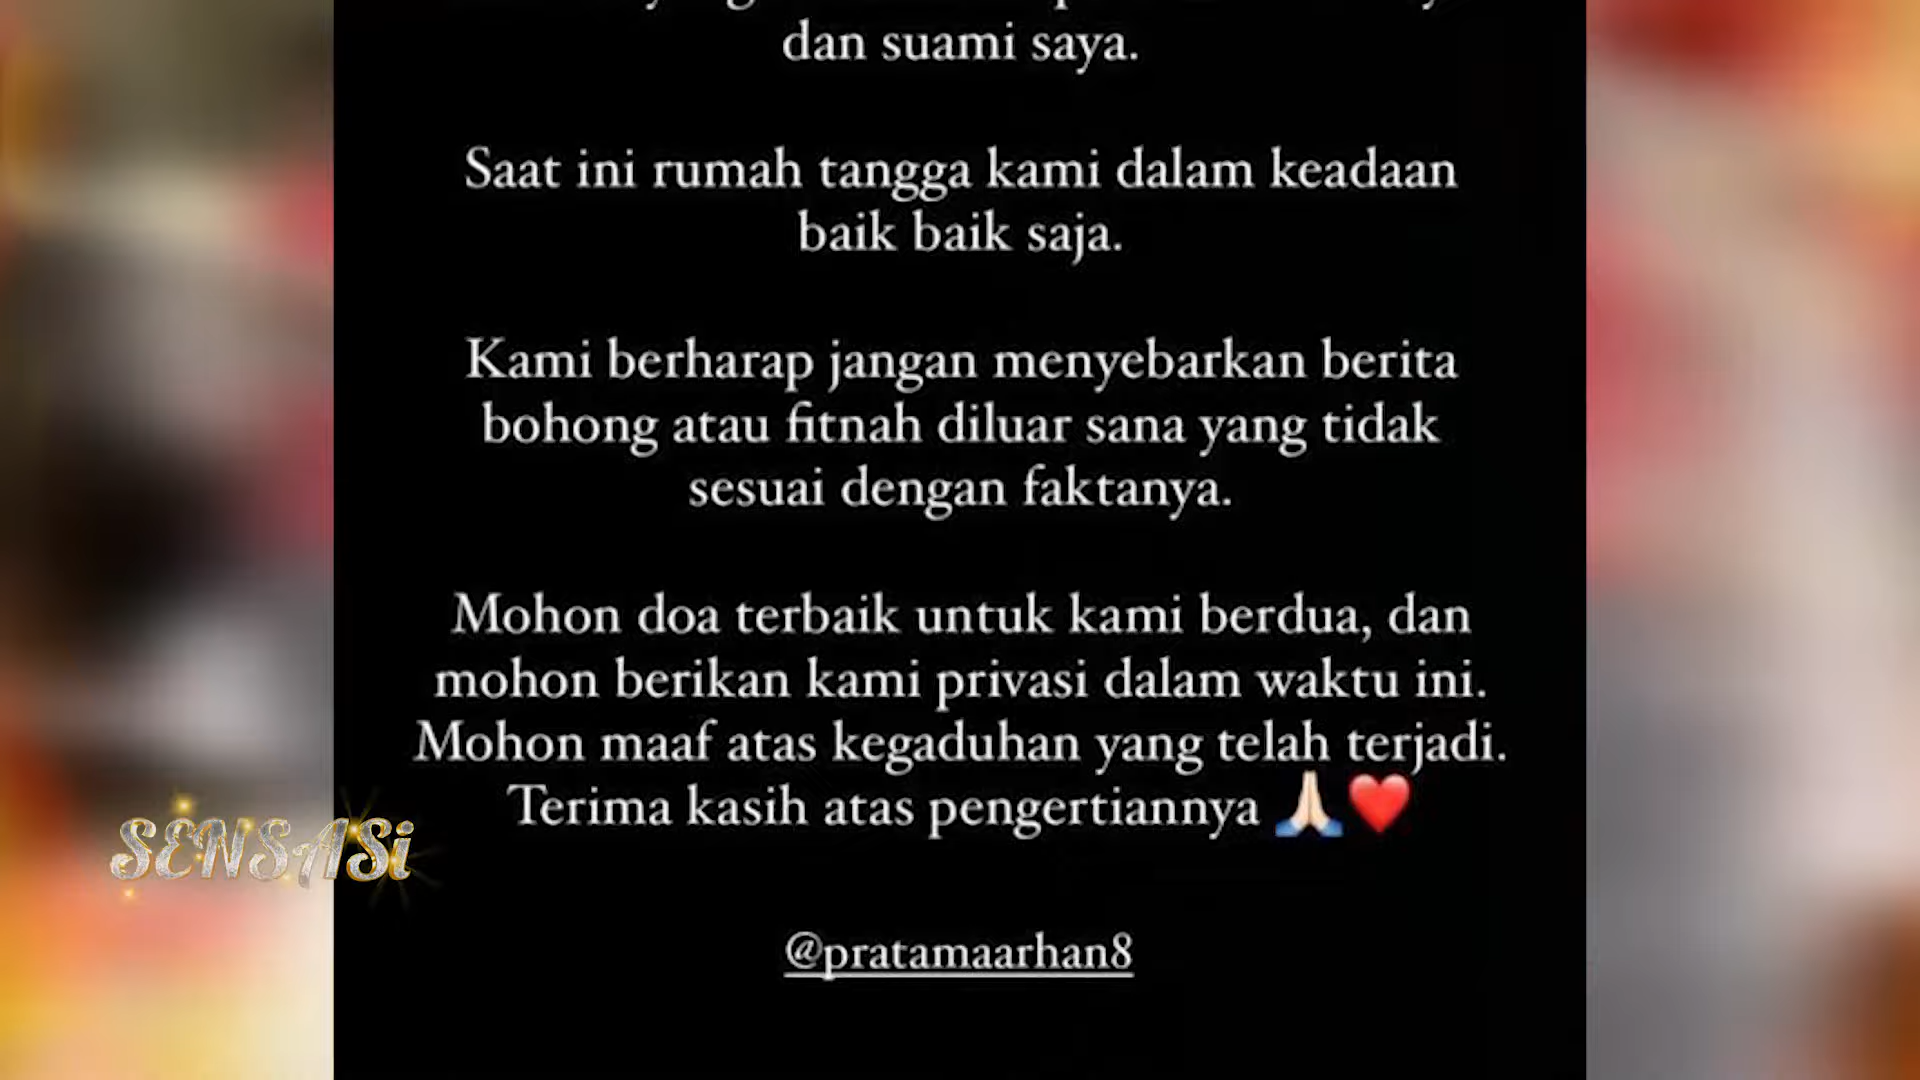 dan suami saya.
Saat ini rumah tangga kami dalam keadaan
baik baik saja.
Kami berharap jangan menyebarkan berita
bohong atau fitnah diluar sana yang tidak
sesuai dengan faktanya.
Mohon doa terbaik untuk kami berdua, dan
mohon berikan kami privasi dalam waktu ini.
Mohon maaf atas kegaduhan yang telah terjadi.
Terima kasih atas pengertiannya 🙏🏻❤️
SENSASi
@pratamaarhan8